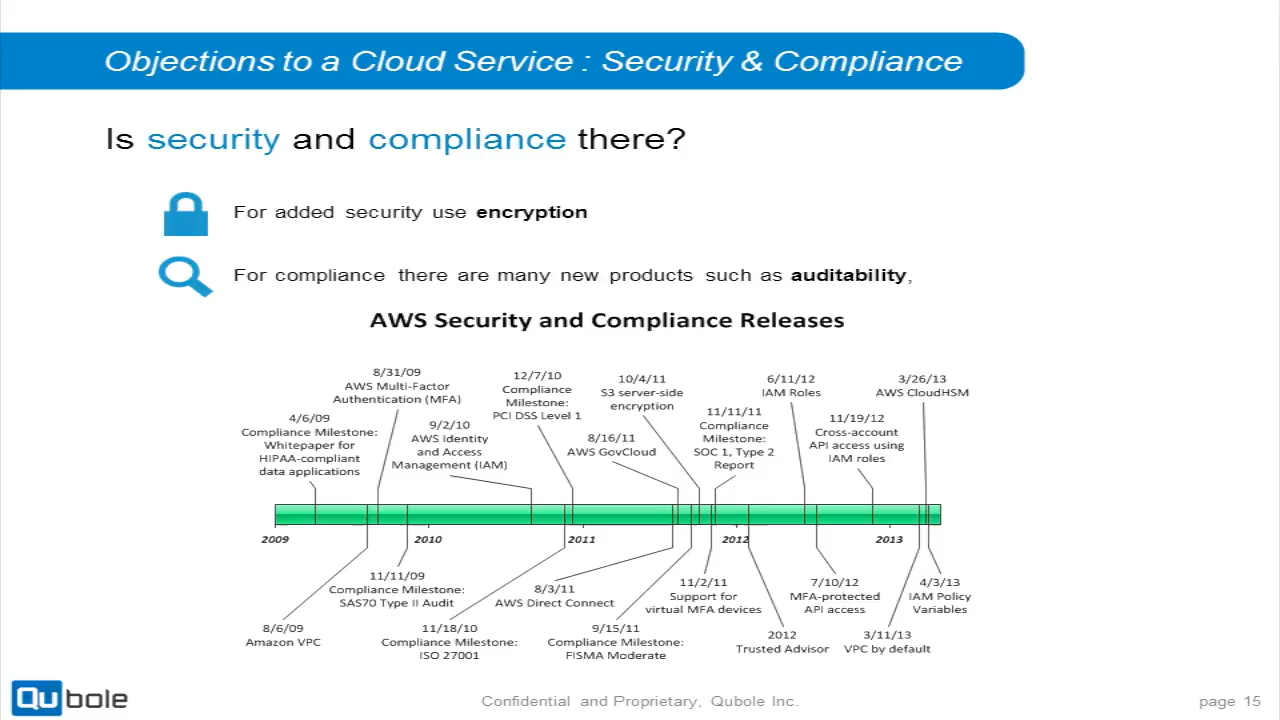 Objections to a Cloud Service : Security & Compliance
Is security and compliance there?
For added security use encryption
For compliance there are many new products such as auditability,
AWS Security and Compliance Releases
4/6/09
Compliance Milestone:
Whitepaper for
HIPAA-compliant
data applications
8/31/09
AWS Multi-Factor
Authentication (MFA)
9/2/10
AWS Identity
and Access
Management (IAM)
12/7/10
Compliance
Milestone:
PCI DSS Level 1
8/16/11
AWS GovCloud
10/4/11
S3 server-side
encryption
11/11/11
Compliance
Milestone:
SOC 1, Type 2
Report
6/11/12
IAM Roles
11/19/12
Cross-account
API access using
IAM roles
3/26/13
AWS CloudHSM
2009
2010
2011
2012
2013
8/6/09
Amazon VPC
11/11/09
Compliance Milestone:
SAS70 Type II Audit
11/18/10
Compliance Milestone:
ISO 27001
8/3/11
AWS Direct Connect
9/15/11
Compliance Milestone:
FISMA Moderate
11/2/11
Support for
virtual MFA devices
2012
Trusted Advisor
7/10/12
MFA-protected
API access
3/11/13
VPC by default
4/3/13
IAM Policy
Variables
Qubole
Confidential and Proprietary, Qubole Inc.
page 15